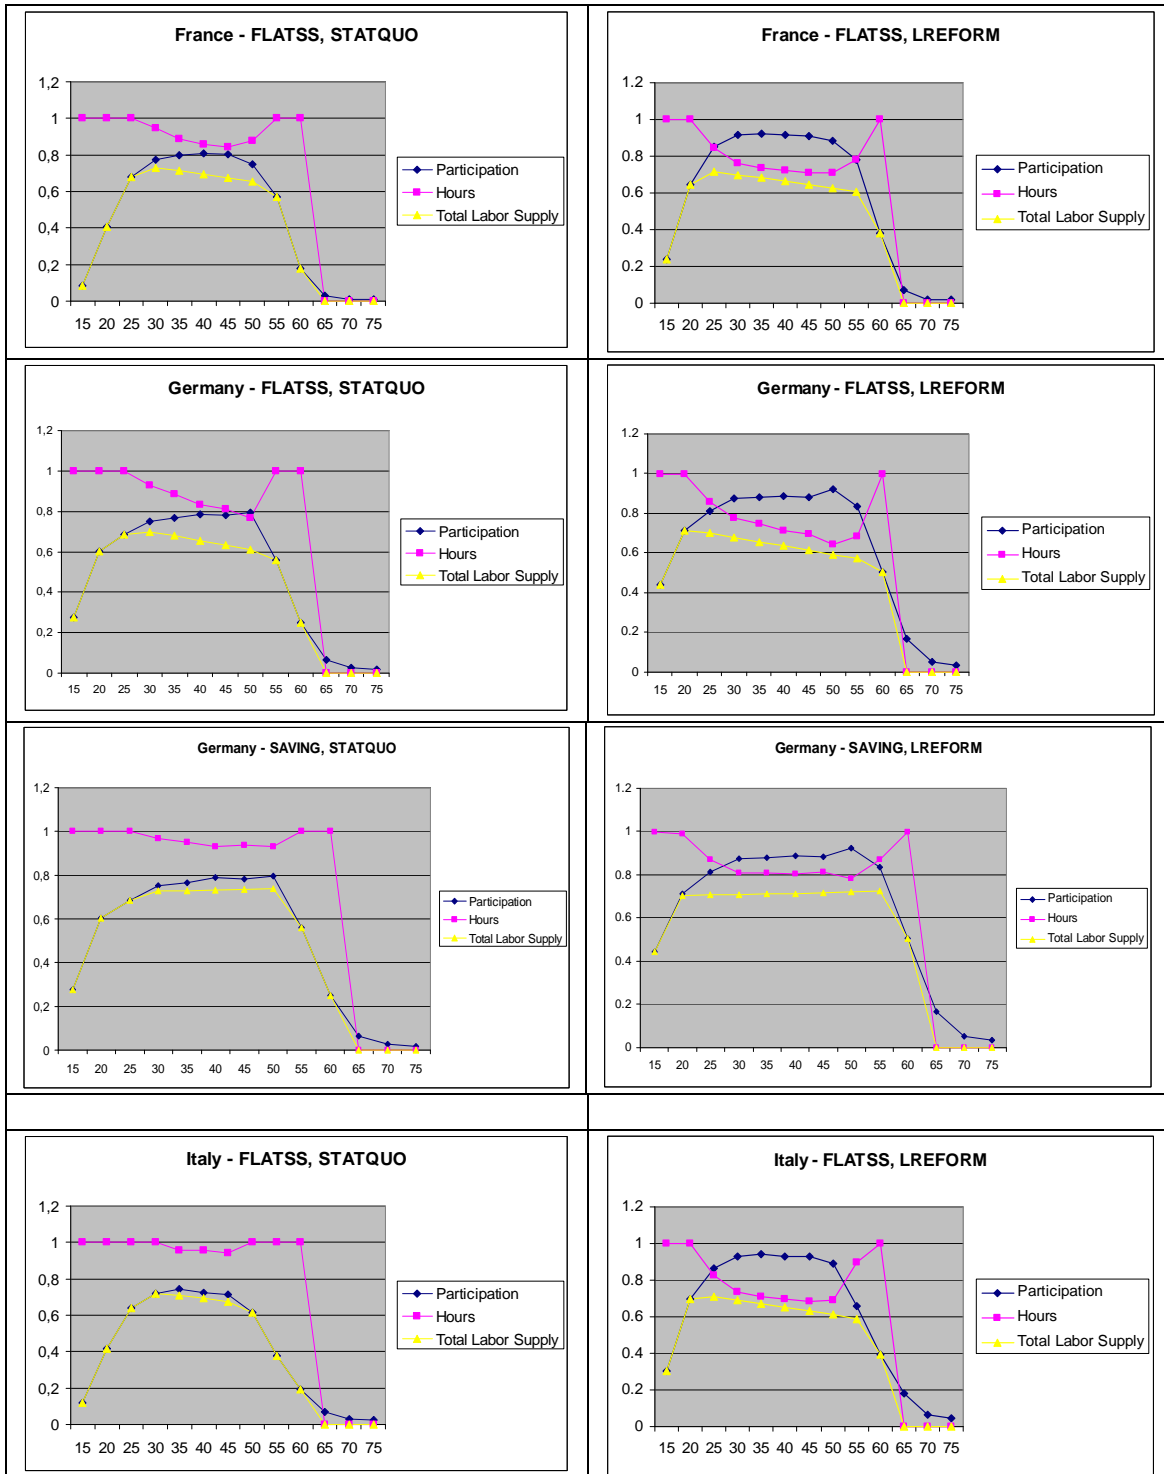 France - FLATSS, STATQUO
1,2
1
0,8
0,6
0,4
0,2
0
15 20 25 30 35 40 45 50 55 60 65 70 75
Participation
Hours
Total Labor Supply
France - FLATSS, LREFORM
1.2
1
0.8
0.6
0.4
0.2
0
15 20 25 30 35 40 45 50 55 60 65 70 75
Participation
Hours
Total Labor Supply
Germany - FLATSS, STATQUO
1,2
1
0,8
0,6
0,4
0,2
0
15 20 25 30 35 40 45 50 55 60 65 70 75
Participation
Hours
Total Labor Supply
Germany - FLATSS, LREFORM
1.2
1
0.8
0.6
0.4
0.2
0
15 20 25 30 35 40 45 50 55 60 65 70 75
Participation
Hours
Total Labor Supply
Germany - SAVING, STATQUO
1,2
1
0,8
0,6
0,4
0,2
0
15 20 25 30 35 40 45 50 55 60 65 70 75
Participation
Hours
Total Labor Supply
Germany - SAVING, LREFORM
1.2
1
0.8
0.6
0.4
0.2
0
15 20 25 30 35 40 45 50 55 60 65 70 75
Participation
Hours
Total Labor Supply
Italy - FLATSS, STATQUO
1,2
1
0,8
0,6
0,4
0,2
0
15 20 25 30 35 40 45 50 55 60 65 70 75
Participation
Hours
Total Labor Supply
Italy - FLATSS, LREFORM
1.2
1
0.8
0.6
0.4
0.2
0
15 20 25 30 35 40 45 50 55 60 65 70 75
Participation
Hours
Total Labor Supply